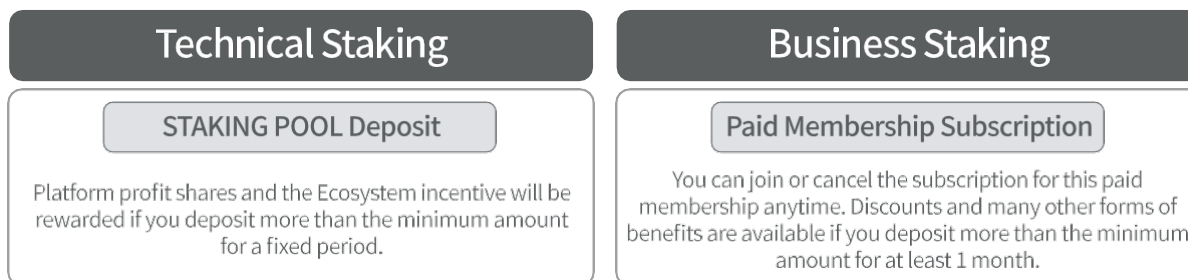 Technical Staking
STAKING POOL Deposit
Platform profit shares and the Ecosystem incentive will be
rewarded if you deposit more than the minimum amount
for a fixed period.
Business Staking
Paid Membership Subscription
You can join or cancel the subscription for this paid
membership anytime. Discounts and many other forms of
benefits are available if you deposit more than the minimum
amount for at least 1 month.